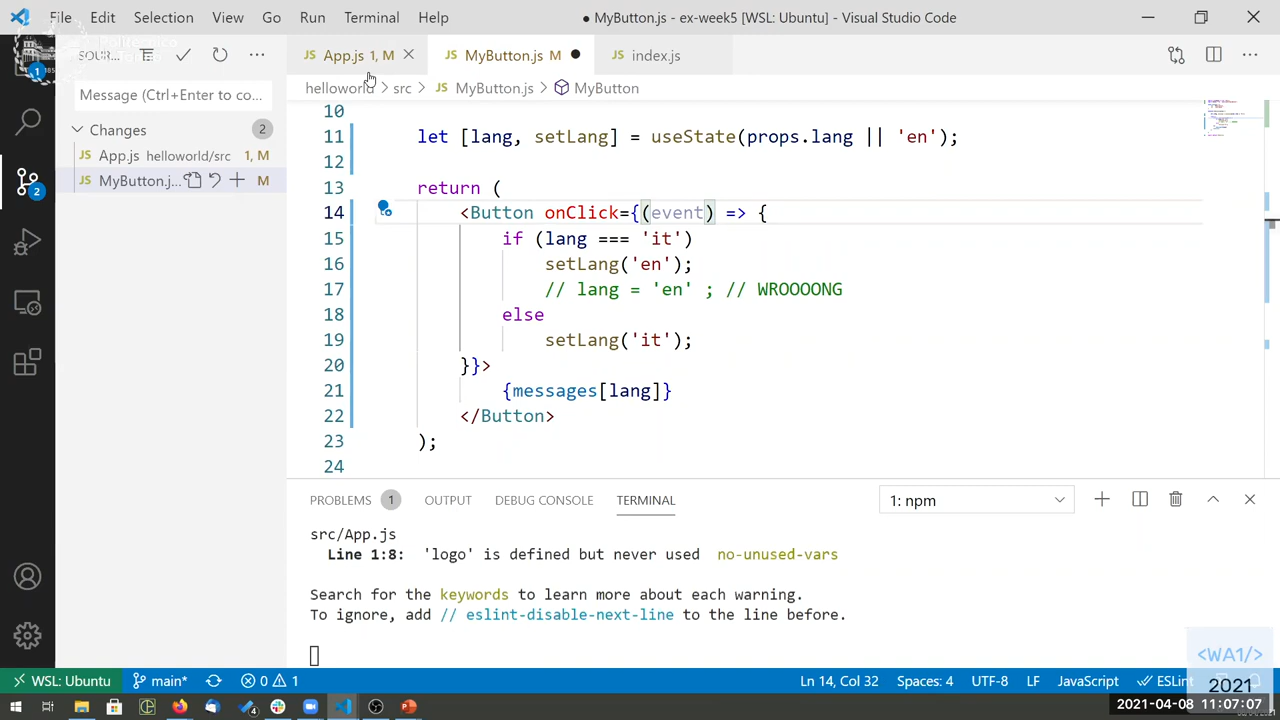 File Edit Selection View Go Run Terminal Help
● MyButton.js - ex-week5 [WSL: Ubuntu] - Visual Studio Code
App.js 1, M
MyButton.js M
index.js
helloworld > src > MyButton.js > MyButton
Message (Ctrl+Enter to co...
Changes 2
App.js helloworld/src 1, M
MyButton.j... M
1
2
10
11 let [lang, setLang] = useState(props.lang || 'en');
12
13 return (
14 <Button onClick={(event) => {
15 if (lang === 'it')
16 setLang('en');
17 // lang = 'en' ; // WROOOONG
18 else
19 setLang('it');
20 }}>
21 {messages[lang]}
22 </Button>
23 );
24
PROBLEMS 1 OUTPUT DEBUG CONSOLE TERMINAL
1: npm
src/App.js
Line 1:8: 'logo' is defined but never used no-unused-vars
Search for the keywords to learn more about each warning.
To ignore, add // eslint-disable-next-line to the line before.
WSL: Ubuntu main* 0 1
Ln 14, Col 32 Spaces: 4 UTF-8 LF JavaScript ESLint
<WA1/>
2021
2021-04-08 11:07:07